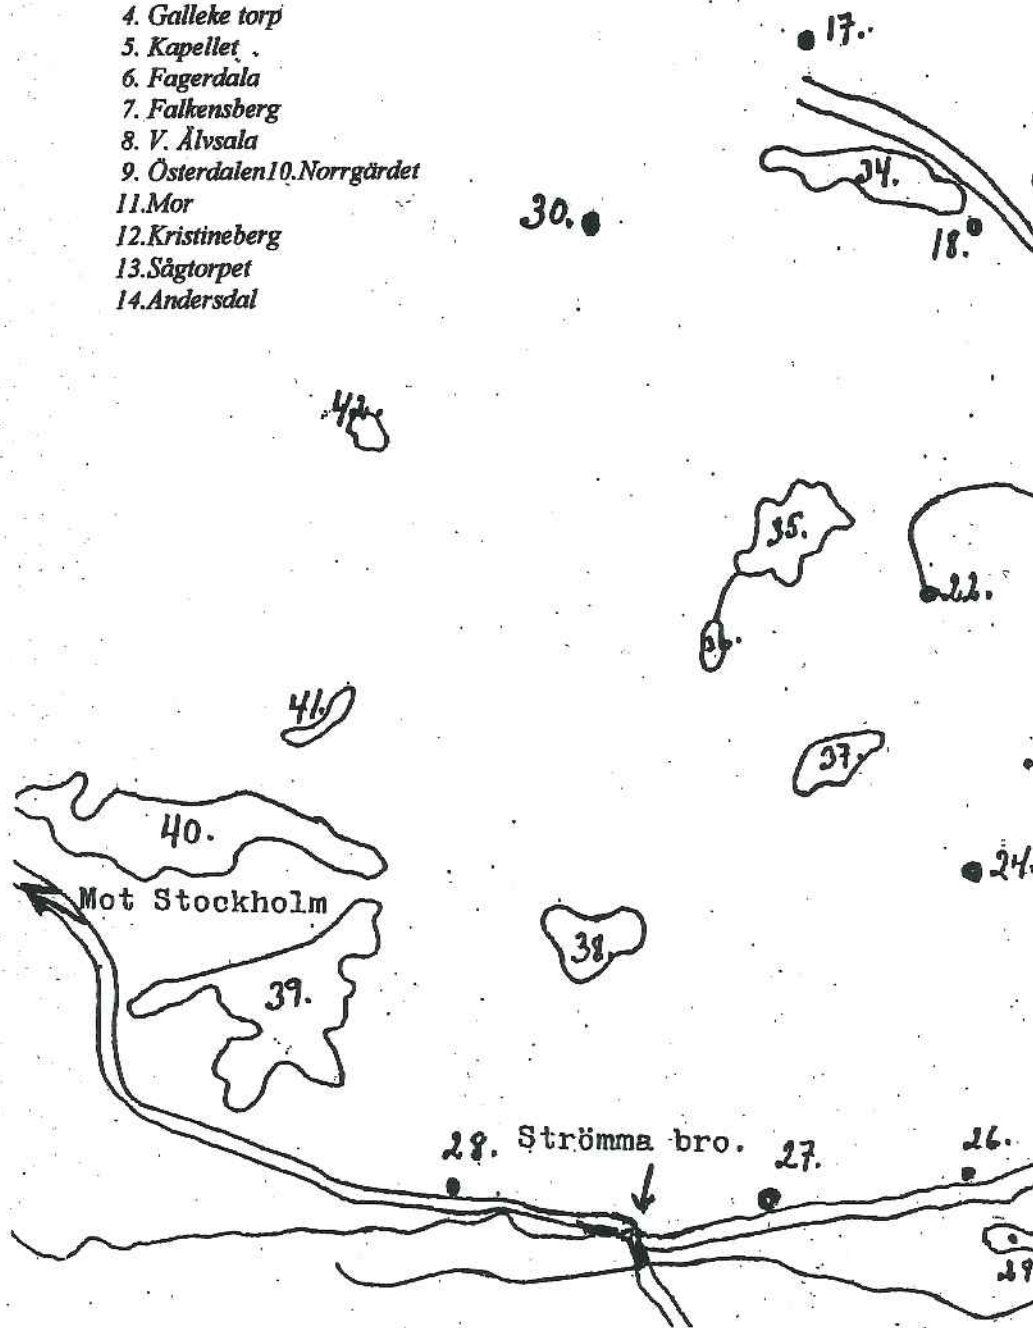 4. Galleke torp
5. Kapellet
6. Fagerdala
7. Falkensberg
8. V. Älvsala
9. Österdalen10.Norrgärdet
11.Mor
12.Kristineberg
13.Sågtorpet
14.Andersdal
17.
34.
30.
18.
42.
35.
22.
36.
41.
37.
40.
24.
Mot Stockholm
38.
39.
28. Strömma bro. 27. 26.
29